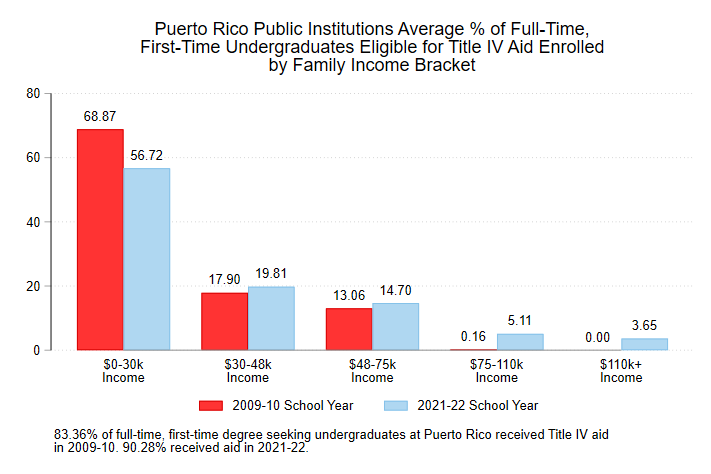 Puerto Rico Public Institutions Average % of Full-Time,
First-Time Undergraduates Eligible for Title IV Aid Enrolled
by Family Income Bracket
80
60
40
20
0
68.87
56.72
17.90
19.81
13.06
14.70
0.16
5.11
0.00
3.65
$0-30k
Income
$30-48k
Income
$48-75k
Income
$75-110k
Income
$110k+
Income
2009-10 School Year
2021-22 School Year
83.36% of full-time, first-time degree seeking undergraduates at Puerto Rico received Title IV aid
in 2009-10. 90.28% received aid in 2021-22.